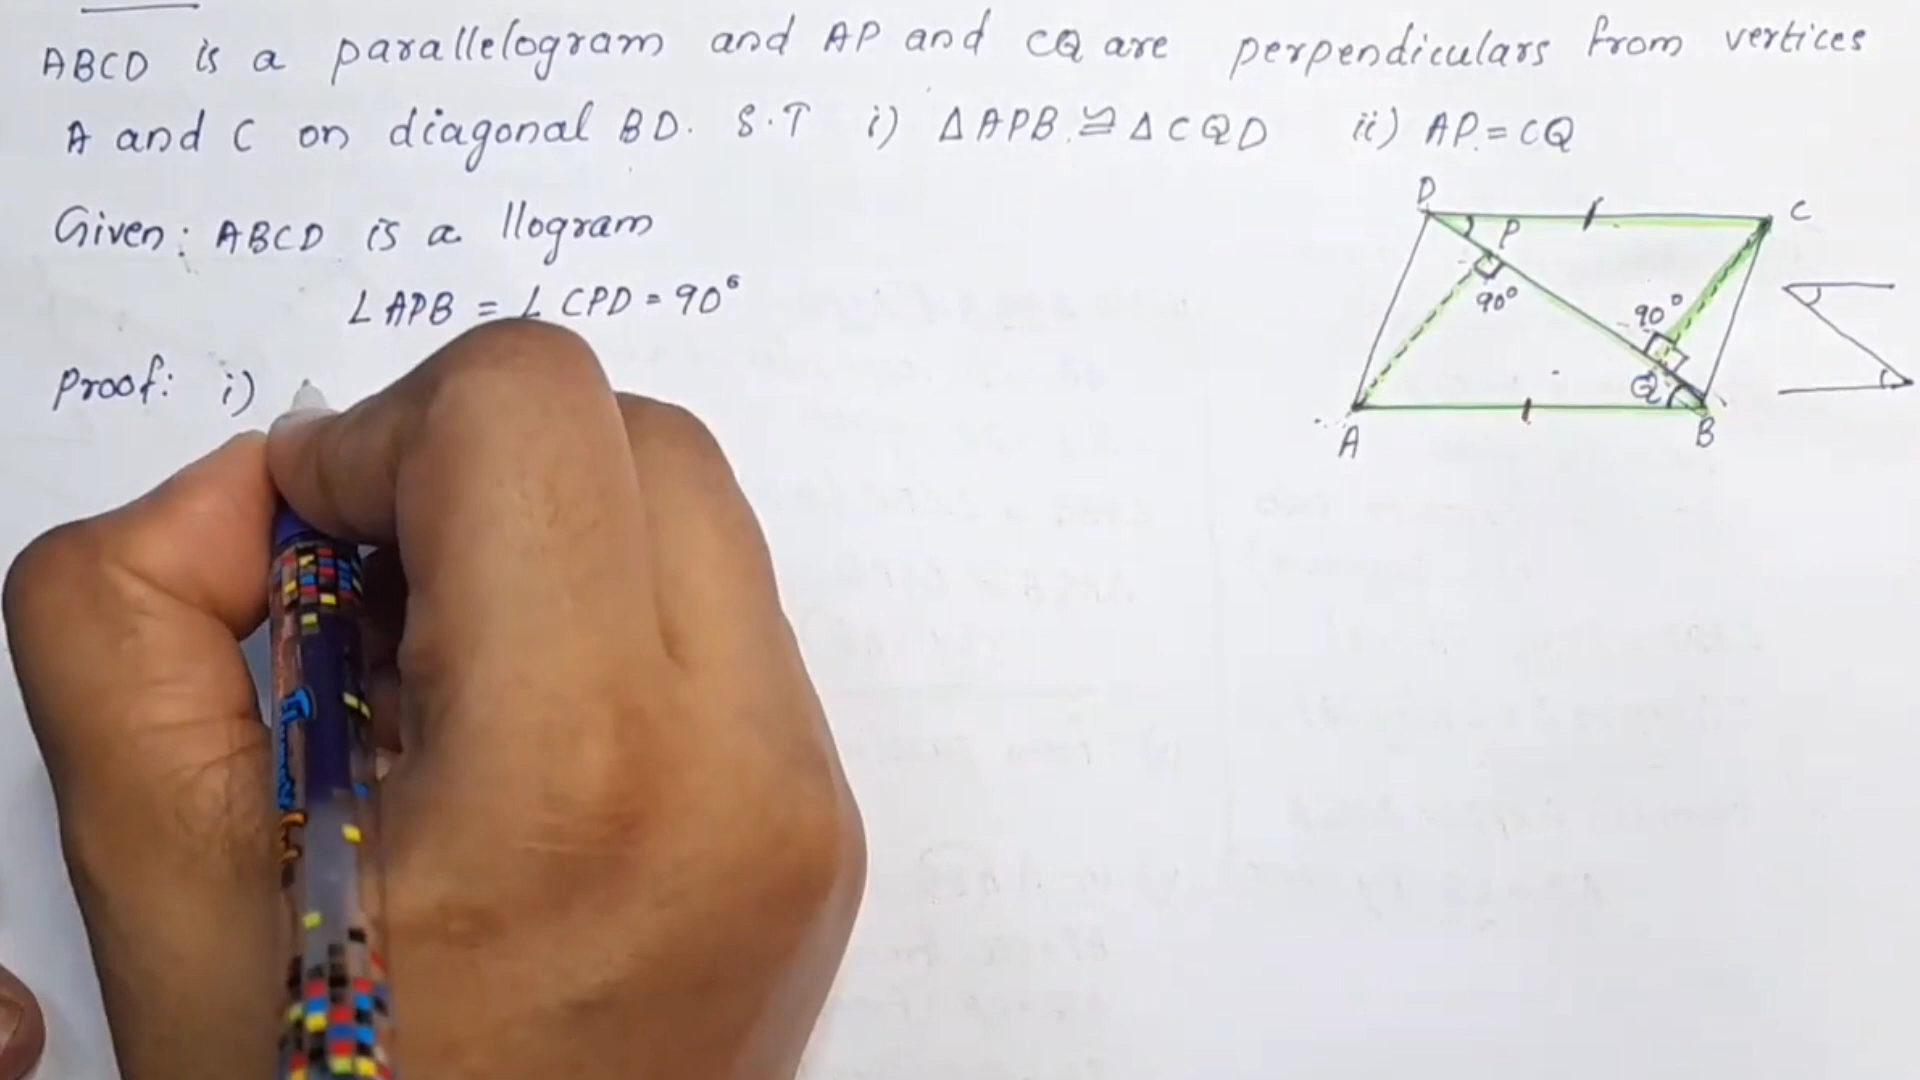 ABCD is a parallelogram and AP and CQ are perpendiculars from vertices
A and C on diagonal BD. S.T i) ΔAPB ≅ ΔCQD ii) AP = CQ
Given: ABCD is a llogram
∠APB = ∠CPD = 90°
Proof: i)
D
C
P
90°
90°
Q
A
B